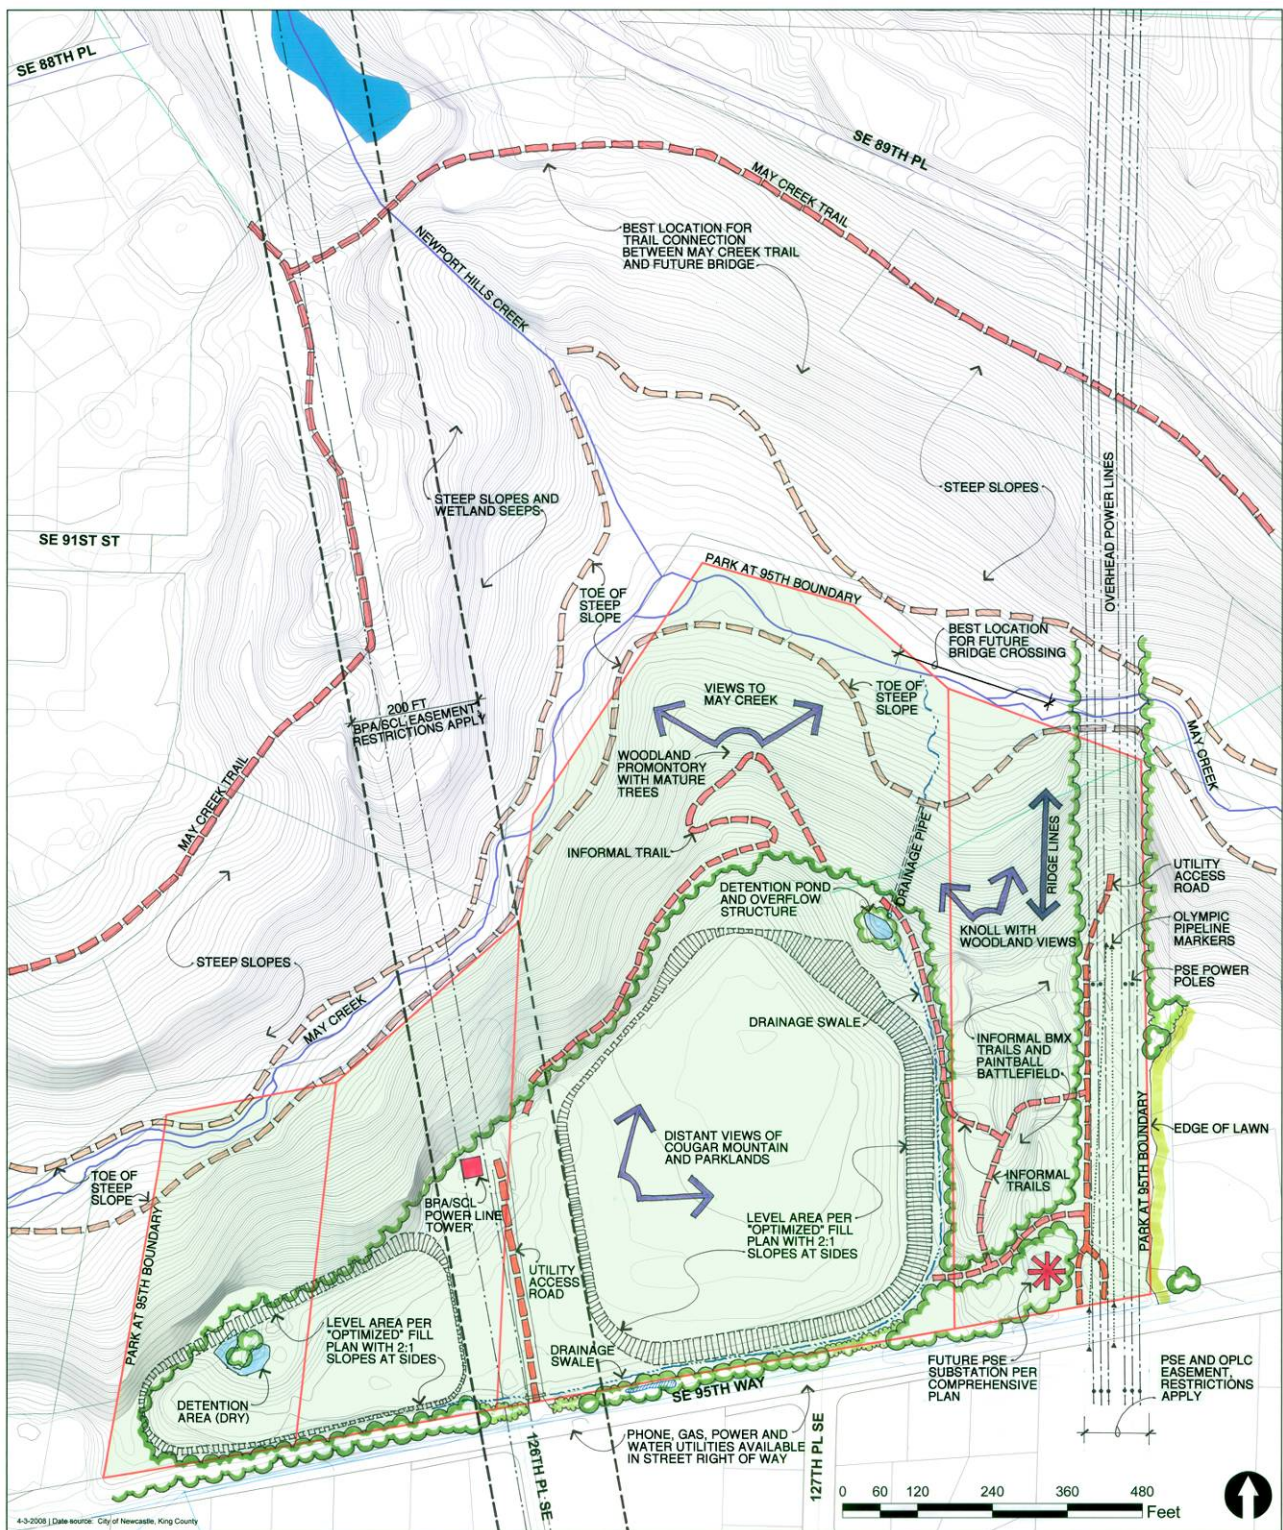 SE 88TH PL
SE 89TH PL
MAY CREEK TRAIL
BEST LOCATION FOR
TRAIL CONNECTION
BETWEEN MAY CREEK TRAIL
AND FUTURE BRIDGE
NEWPORT HILLS CREEK
STEEP SLOPES AND
WETLAND SEEPS
STEEP SLOPES
OVERHEAD POWER LINES
SE 91ST ST
PARK AT 95TH BOUNDARY
TOE OF
STEEP
SLOPE
BEST LOCATION
FOR FUTURE
BRIDGE CROSSING
VIEWS TO
MAY CREEK
TOE OF
STEEP
SLOPE
200 FT
BPA/SCL EASEMENT
RESTRICTIONS APPLY
MAY CREEK
WOODLAND
PROMONTORY
WITH MATURE
TREES
MAY CREEK TRAIL
INFORMAL TRAIL
DRAINAGE PIPE
RIDGE LINES
UTILITY
ACCESS
ROAD
DETENTION POND
AND OVERFLOW
STRUCTURE
KNOLL WITH
WOODLAND VIEWS
OLYMPIC
PIPELINE
MARKERS
STEEP SLOPES
PSE POWER
POLES
MAY CREEK
DRAINAGE SWALE
INFORMAL BMX
TRAILS AND
PAINTBALL
BATTLEFIELD
DISTANT VIEWS OF
COUGAR MOUNTAIN
AND PARKLANDS
EDGE OF LAWN
PARK AT 95TH BOUNDARY
TOE OF
STEEP
SLOPE
INFORMAL
TRAILS
BPA/SCL
POWER LINE
TOWER
LEVEL AREA PER
"OPTIMIZED" FILL
PLAN WITH 2:1
SLOPES AT SIDES
PARK AT 95TH BOUNDARY
UTILITY
ACCESS
ROAD
LEVEL AREA PER
"OPTIMIZED" FILL
PLAN WITH 2:1
SLOPES AT SIDES
DRAINAGE
SWALE
FUTURE PSE
SUBSTATION PER
COMPREHENSIVE
PLAN
PSE AND OPLC
EASEMENT,
RESTRICTIONS
APPLY
SE 95TH WAY
DETENTION
AREA (DRY)
PHONE, GAS, POWER AND
WATER UTILITIES AVAILABLE
IN STREET RIGHT OF WAY
126TH PL SE
127TH PL SE
0 60 120 240 360 480
Feet
4-3-2008 | Date source: City of Newcastle, King County